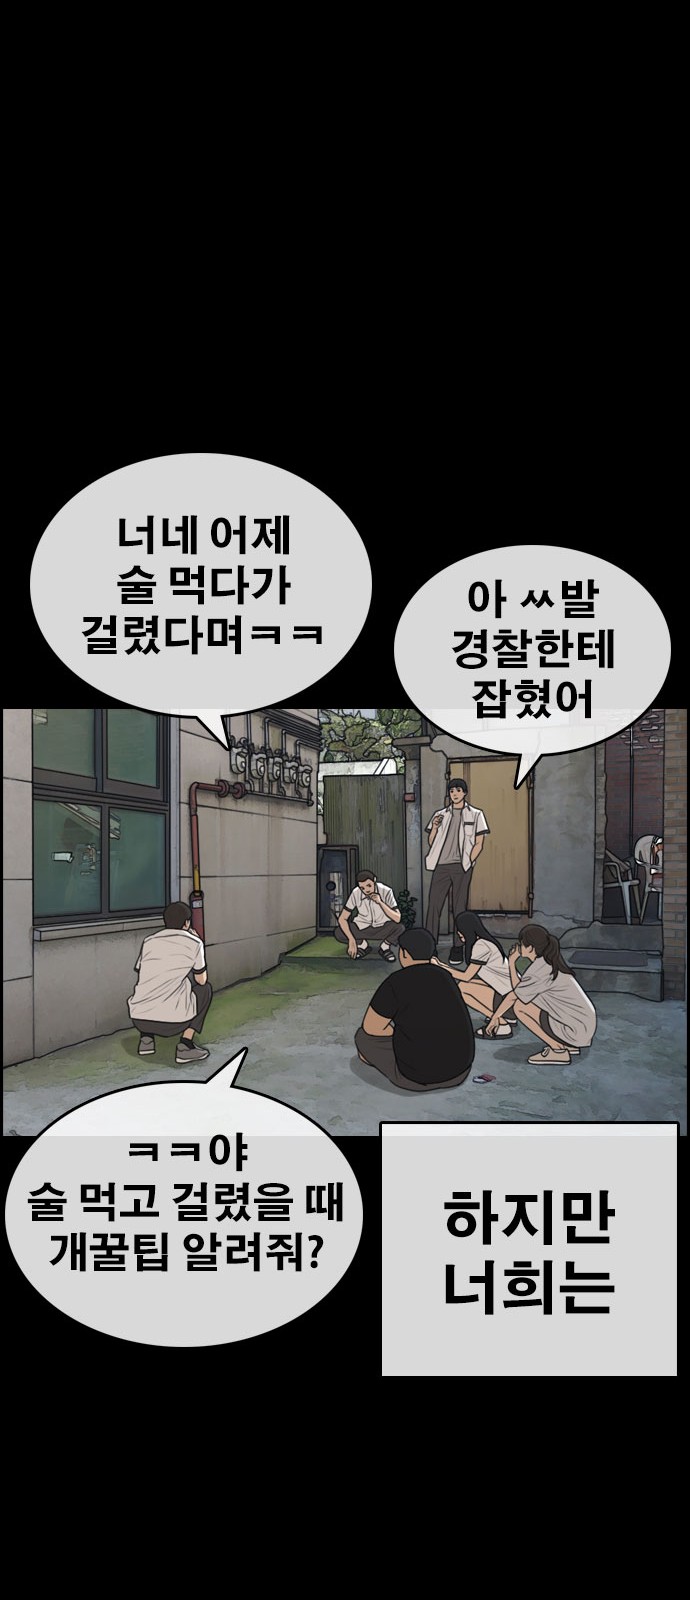 너네 어제
술 먹다가
걸렸다며ㅋㅋ
아 ㅆ발
경찰한테
잡혔어
ㅋㅋ야
술 먹고 걸렸을 때
개꿀팁 알려줘?
하지만
너희는